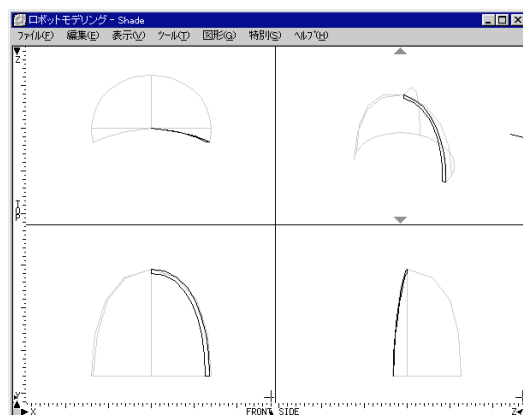 ロボットモデリング - Shade
ファイル(F) 編集(E) 表示(V) ツール(T) 図形(G) 特別(S) ヘルプ(H)
Z
TOP
Y
X FRONT SIDE Z